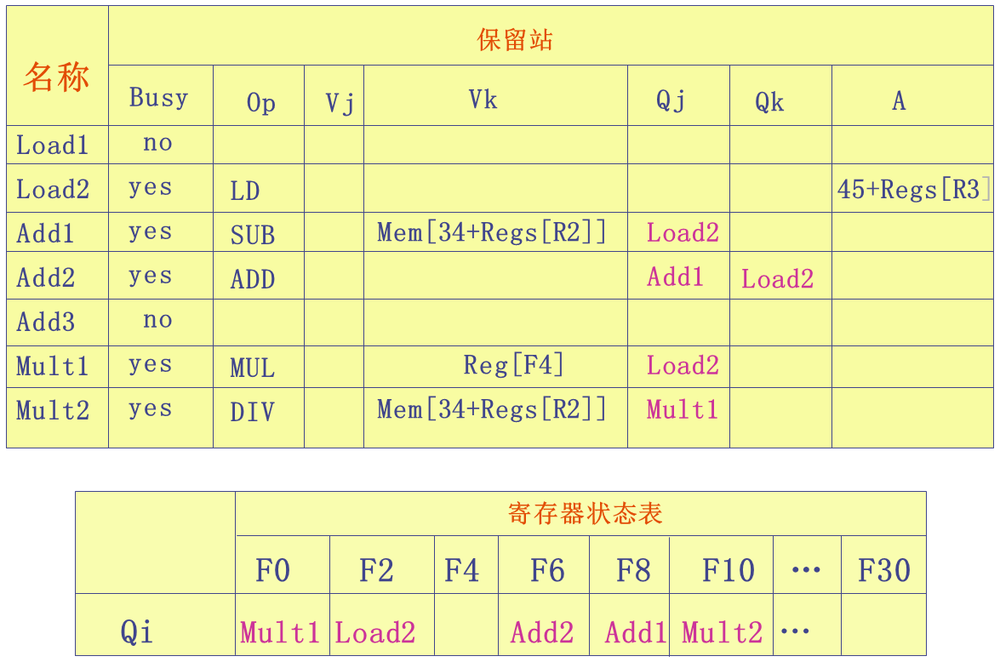 保留站
名称 Busy Op Vj Vk Qj Qk A
Load1 no
Load2 yes LD 45+Regs[R3]
Add1 yes SUB Mem[34+Regs[R2]] Load2
Add2 yes ADD Add1 Load2
Add3 no
Mult1 yes MUL Reg[F4] Load2
Mult2 yes DIV Mem[34+Regs[R2]] Mult1
寄存器状态表
F0 F2 F4 F6 F8 F10 … F30
Qi Mult1 Load2 Add2 Add1 Mult2 …